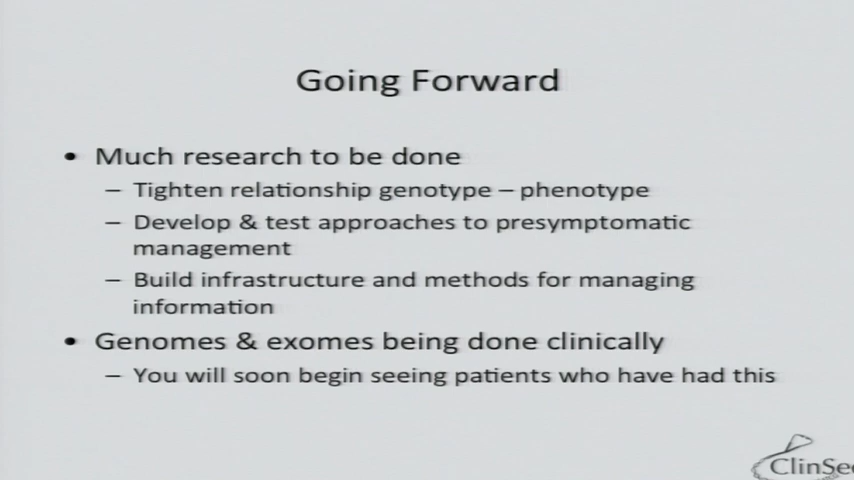 Going Forward
• Much research to be done
– Tighten relationship genotype – phenotype
– Develop & test approaches to presymptomatic
management
– Build infrastructure and methods for managing
information
• Genomes & exomes being done clinically
– You will soon begin seeing patients who have had this
ClinSe